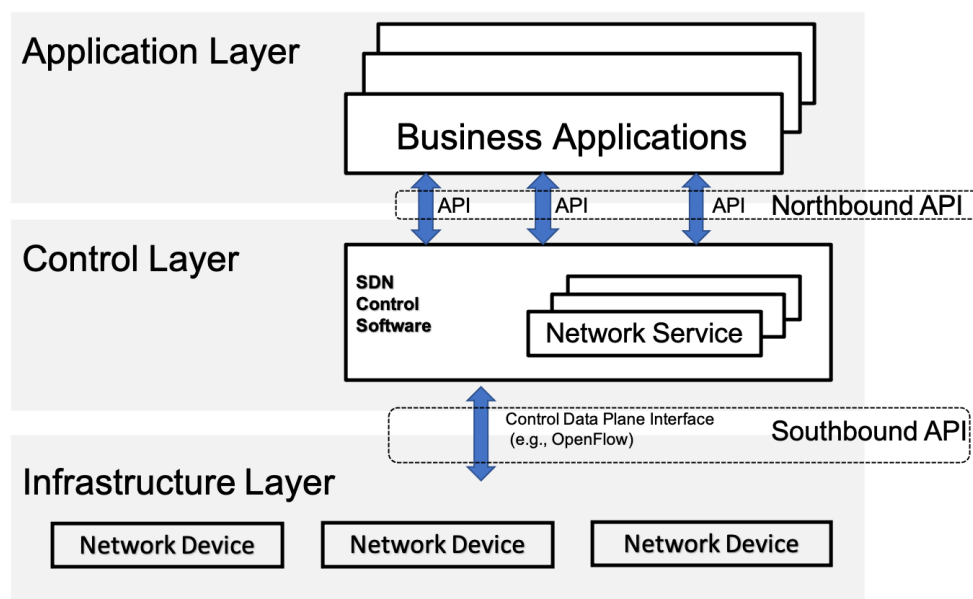 Application Layer
Business Applications
API
API
API
Northbound API
Control Layer
SDN
Control
Software
Network Service
Control Data Plane Interface
(e.g., OpenFlow)
Southbound API
Infrastructure Layer
Network Device
Network Device
Network Device